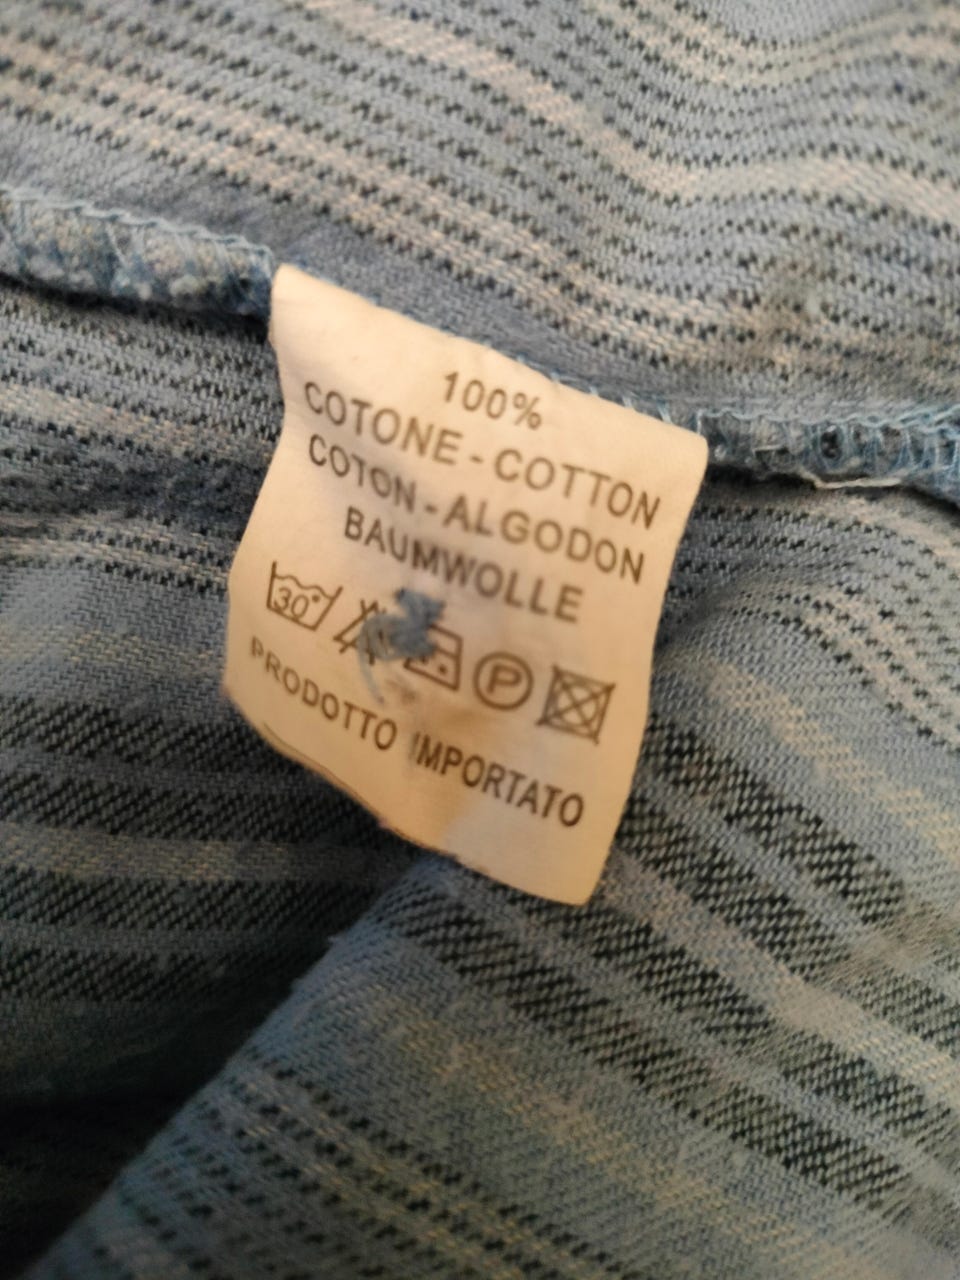 100%
COTONE - COTTON
COTON - ALGODON
BAUMWOLLE
30° P
PRODOTTO IMPORTATO